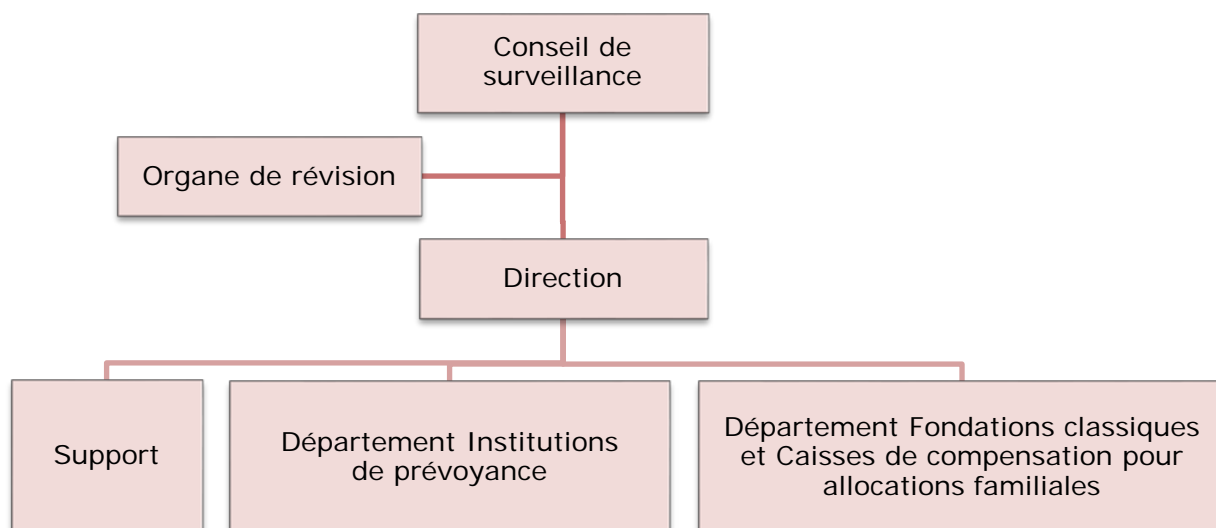 Conseil de
surveillance
Organe de révision
Direction
Support
Département Institutions
de prévoyance
Département Fondations classiques
et Caisses de compensation pour
allocations familiales